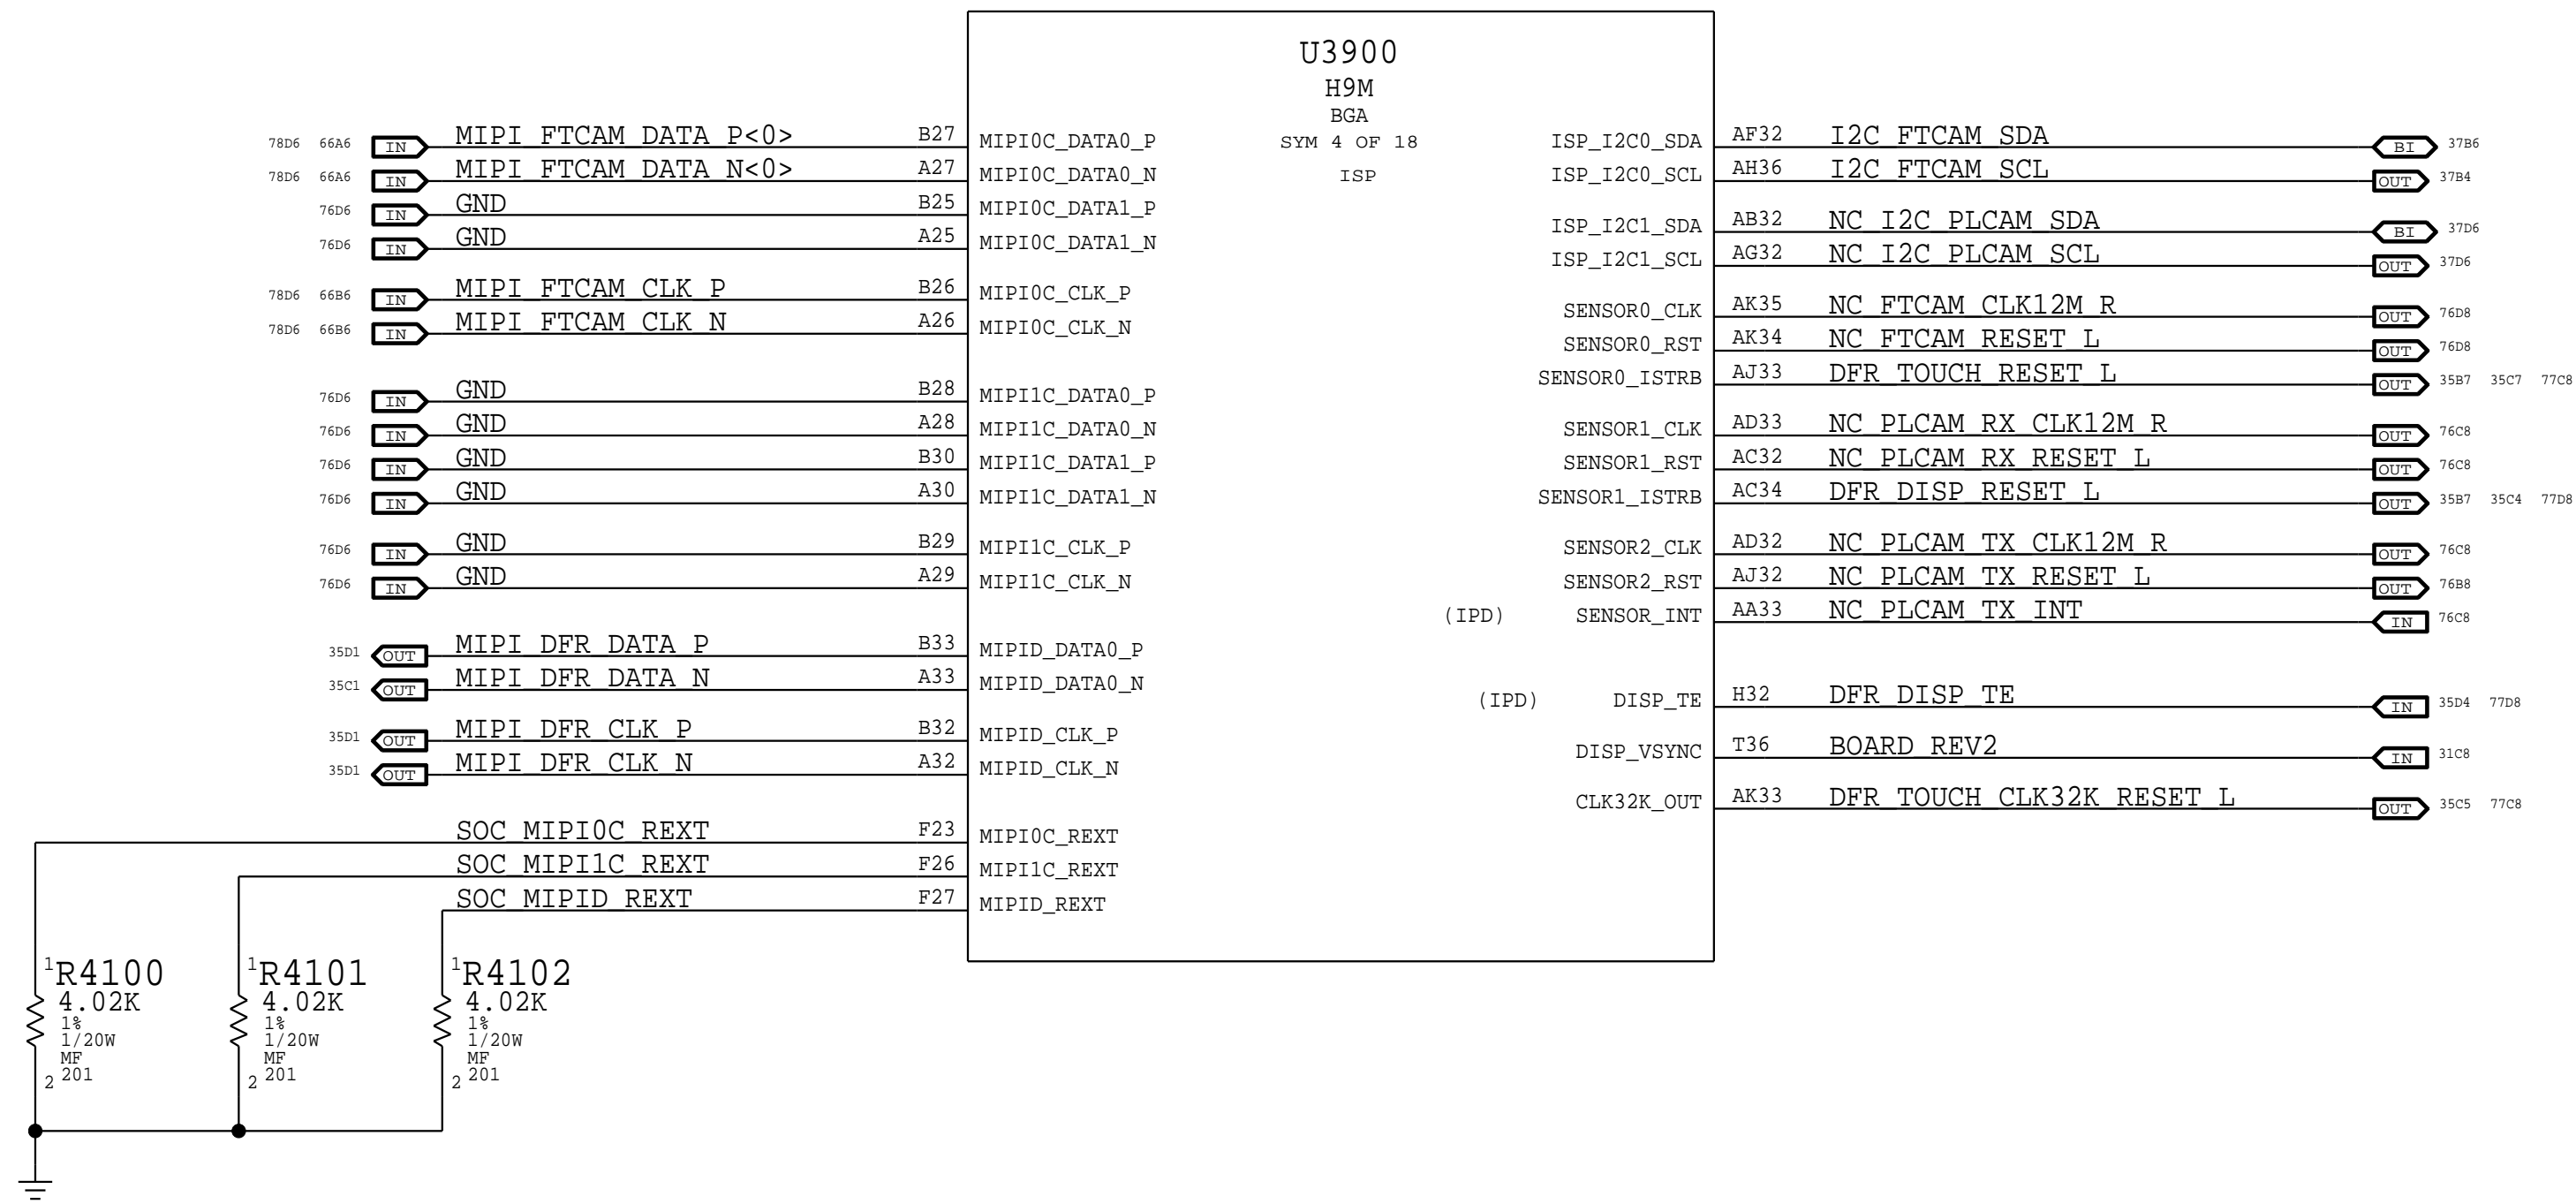 U3900
H9M
BGA
SYM 4 OF 18
ISP
78D6 66A6 IN MIPI_FTCAM_DATA_P<0> B27 MIPI0C_DATA0_P
78D6 66A6 IN MIPI_FTCAM_DATA_N<0> A27 MIPI0C_DATA0_N
76D6 IN GND B25 MIPI0C_DATA1_P
76D6 IN GND A25 MIPI0C_DATA1_N
78D6 66B6 IN MIPI_FTCAM_CLK_P B26 MIPI0C_CLK_P
78D6 66B6 IN MIPI_FTCAM_CLK_N A26 MIPI0C_CLK_N
76D6 IN GND B28 MIPI1C_DATA0_P
76D6 IN GND A28 MIPI1C_DATA0_N
76D6 IN GND B30 MIPI1C_DATA1_P
76D6 IN GND A30 MIPI1C_DATA1_N
76D6 IN GND B29 MIPI1C_CLK_P
76D6 IN GND A29 MIPI1C_CLK_N
35D1 OUT MIPI_DFR_DATA_P B33 MIPID_DATA0_P
35C1 OUT MIPI_DFR_DATA_N A33 MIPID_DATA0_N
35D1 OUT MIPI_DFR_CLK_P B32 MIPID_CLK_P
35D1 OUT MIPI_DFR_CLK_N A32 MIPID_CLK_N
SOC_MIPI0C_REXT F23 MIPI0C_REXT
SOC_MIPI1C_REXT F26 MIPI1C_REXT
SOC_MIPID_REXT F27 MIPID_REXT
ISP_I2C0_SDA AF32 I2C_FTCAM_SDA BI 37B6
ISP_I2C0_SCL AH36 I2C_FTCAM_SCL OUT 37B4
ISP_I2C1_SDA AB32 NC_I2C_PLCAM_SDA BI 37D6
ISP_I2C1_SCL AG32 NC_I2C_PLCAM_SCL OUT 37D6
SENSOR0_CLK AK35 NC_FTCAM_CLK12M_R OUT 76D8
SENSOR0_RST AK34 NC_FTCAM_RESET_L OUT 76D8
SENSOR0_ISTRB AJ33 DFR_TOUCH_RESET_L OUT 35B7 35C7 77C8
SENSOR1_CLK AD33 NC_PLCAM_RX_CLK12M_R OUT 76C8
SENSOR1_RST AC32 NC_PLCAM_RX_RESET_L OUT 76C8
SENSOR1_ISTRB AC34 DFR_DISP_RESET_L OUT 35B7 35C4 77D8
SENSOR2_CLK AD32 NC_PLCAM_TX_CLK12M_R OUT 76C8
SENSOR2_RST AJ32 NC_PLCAM_TX_RESET_L OUT 76B8
(IPD) SENSOR_INT AA33 NC_PLCAM_TX_INT IN 76C8
(IPD) DISP_TE H32 DFR_DISP_TE IN 35D4 77D8
DISP_VSYNC T36 BOARD_REV2 IN 31C8
CLK32K_OUT AK33 DFR_TOUCH_CLK32K_RESET_L OUT 35C5 77C8
1 R4100
4.02K
1%
1/20W
MF
2 201
1 R4101
4.02K
1%
1/20W
MF
2 201
1 R4102
4.02K
1%
1/20W
MF
2 201